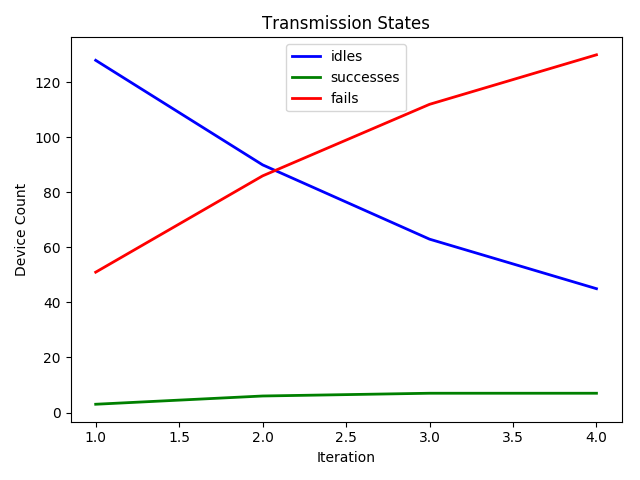 Transmission States
idles
successes
fails
Device Count
120
100
80
60
40
20
0
1.0 1.5 2.0 2.5 3.0 3.5 4.0
Iteration